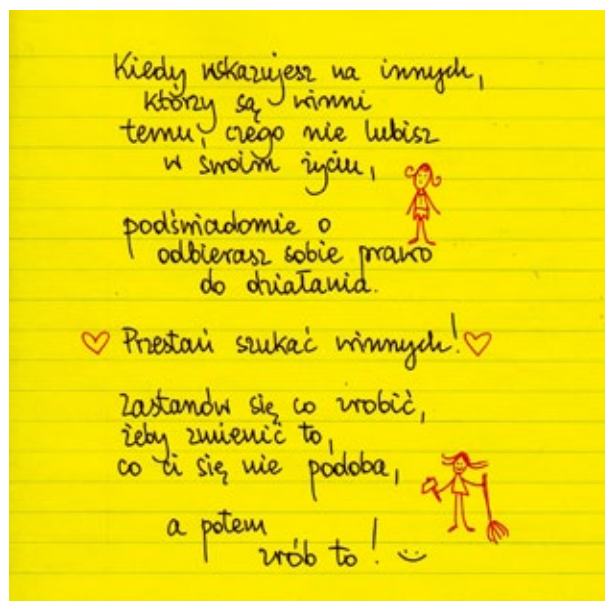 Kiedy wskazujesz na innych,
którzy są winni
temu, czego nie lubisz
w swoim życiu,
podświadomie o
odbierasz sobie prawo
do działania.
Przestań szukać winnych!
Zastanów się co zrobić,
żeby zmienić to,
co ci się nie podoba,
a potem
zrób to!